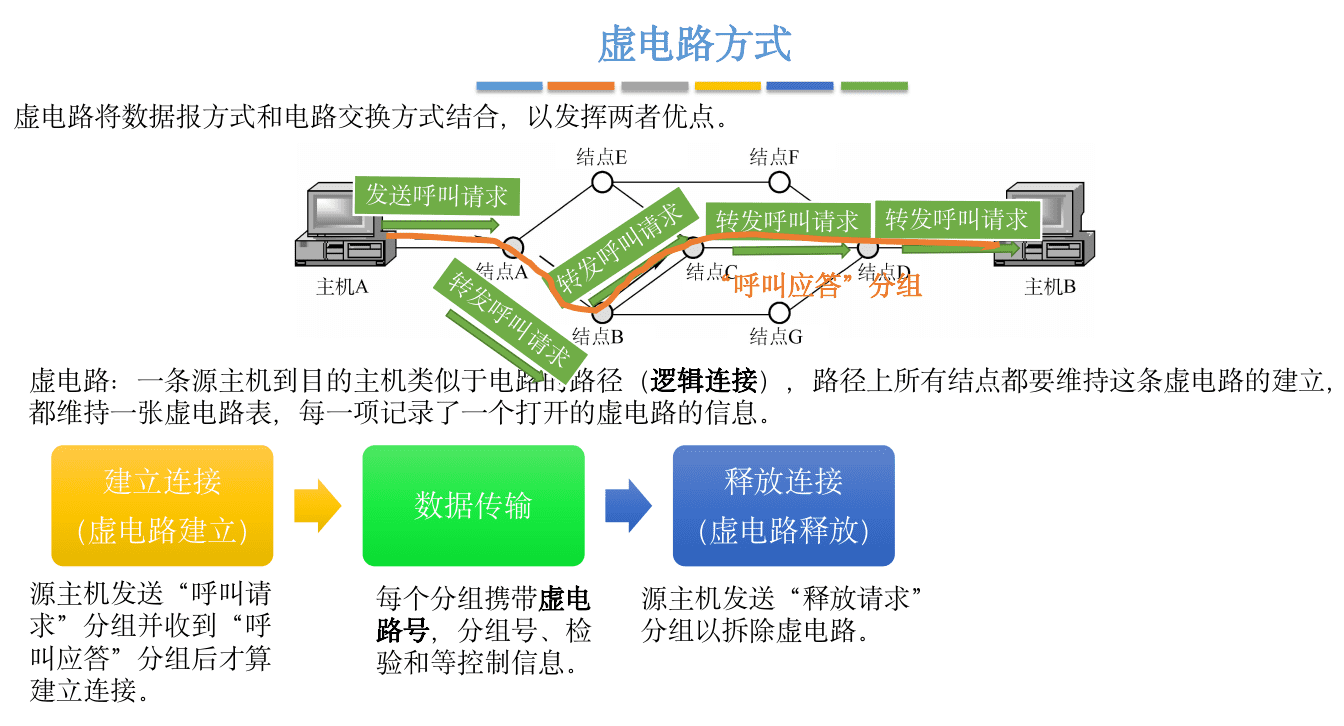 虚电路方式
虚电路将数据报方式和电路交换方式结合，以发挥两者优点。
结点E
结点F
发送呼叫请求
转发呼叫请求
转发呼叫请求
转发呼叫请求
结点A
结点C
结点D
主机A
转发呼叫请求
“呼叫应答”分组
主机B
结点B
结点G
虚电路：一条源主机到目的主机类似于电路的路径（逻辑连接），路径上所有结点都要维持这条虚电路的建立，
都维持一张虚电路表，每一项记录了一个打开的虚电路的信息。
建立连接
（虚电路建立）
数据传输
释放连接
（虚电路释放）
源主机发送“呼叫请
求”分组并收到“呼
叫应答”分组后才算
建立连接。
每个分组携带虚电
路号，分组号、检
验和等控制信息。
源主机发送“释放请求”
分组以拆除虚电路。